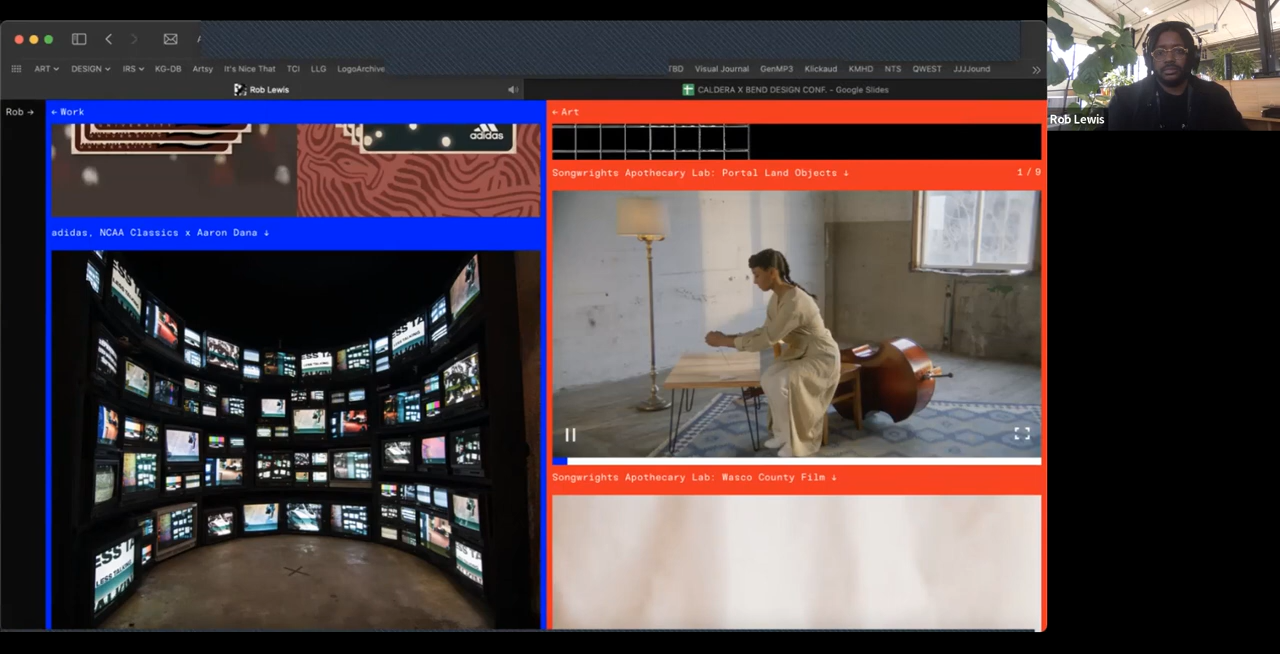 ART DESIGN IRS KG-DB Artsy It's Nice That TCI LLG LogoArchive TBD Visual Journal GenMP3 Klickaud KMHD NTS QWEST JJJJound
Rob Lewis
CALDERA X BEND DESIGN CONF. - Google Slides
Rob →
← Work
← Art
adidas
Songwrights Apothecary Lab: Portal Land Objects ↓ 1 / 9
adidas, NCAA Classics x Aaron Dana ↓
Songwrights Apothecary Lab: Wasco County Film ↓
Rob Lewis